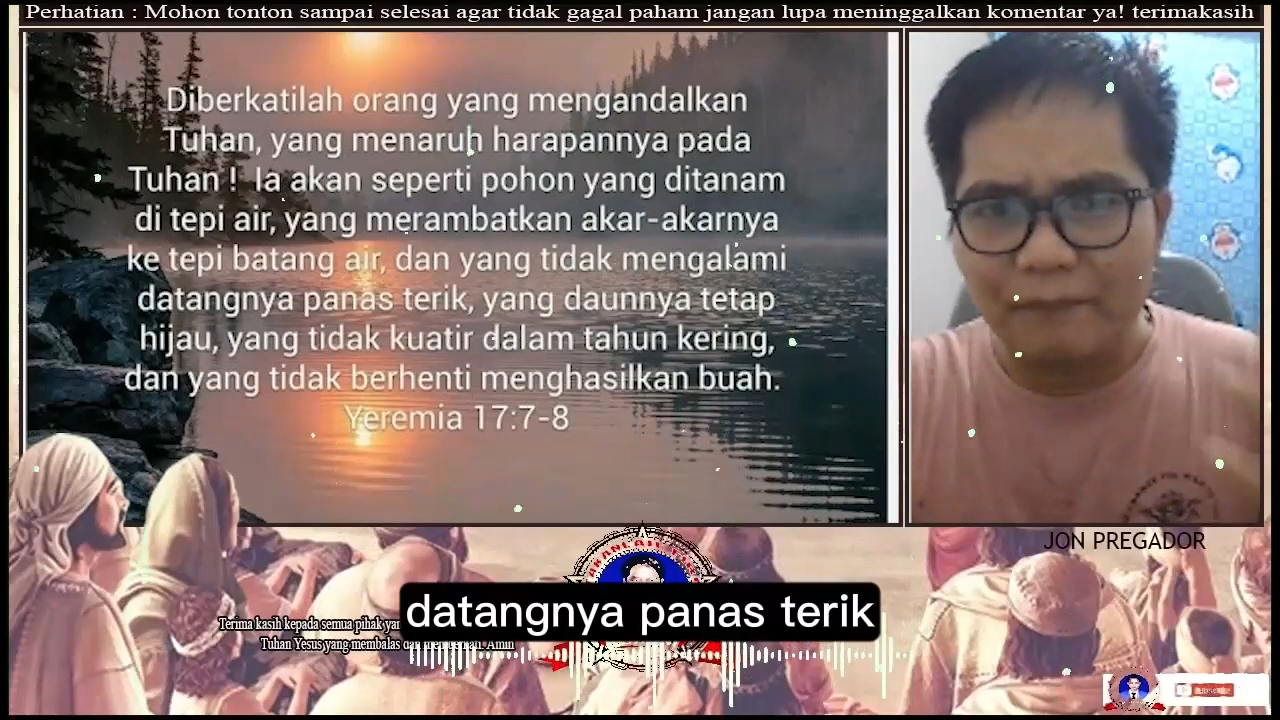 Perhatian : Mohon tonton sampai selesai agar tidak gagal paham jangan lupa meninggalkan komentar ya! terimakasih
Diberkatilah orang yang mengandalkan
Tuhan, yang menaruh harapannya pada
Tuhan ! Ia akan seperti pohon yang ditanam
di tepi air, yang merambatkan akar-akarnya
ke tepi batang air, dan yang tidak mengalami
datangnya panas terik, yang daunnya tetap
hijau, yang tidak kuatir dalam tahun kering,
dan yang tidak berhenti menghasilkan buah.
Yeremia 17:7-8
JON PREGADOR
datangnya panas terik
Terima kasih kepada semua pihak
Tuhan Yesus yang membalas dan Amin